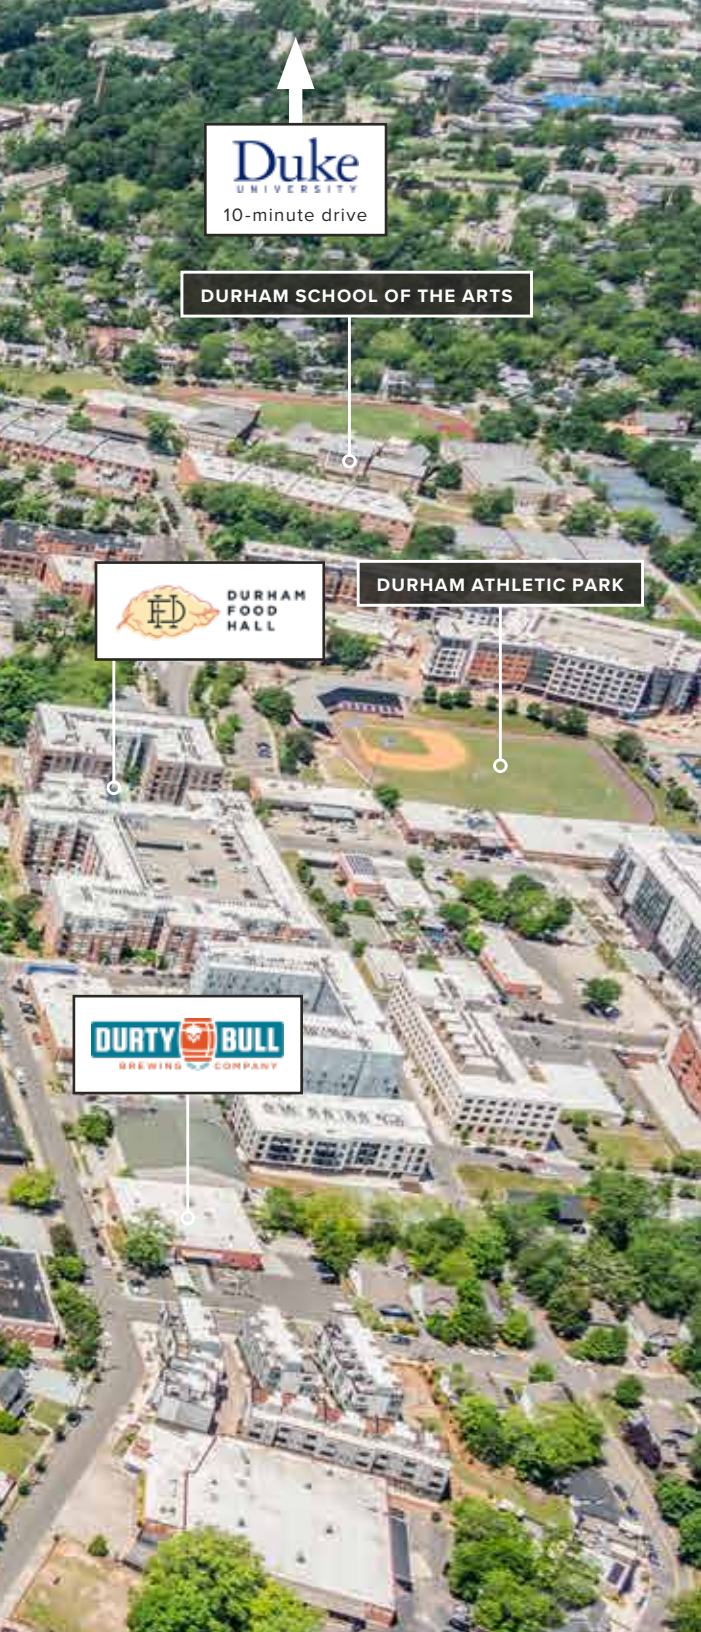 Duke
UNIVERSITY
10-minute drive
DURHAM SCHOOL OF THE ARTS
DURHAM
FOOD
HALL
DURHAM ATHLETIC PARK
DURTY BULL
BREWING COMPANY